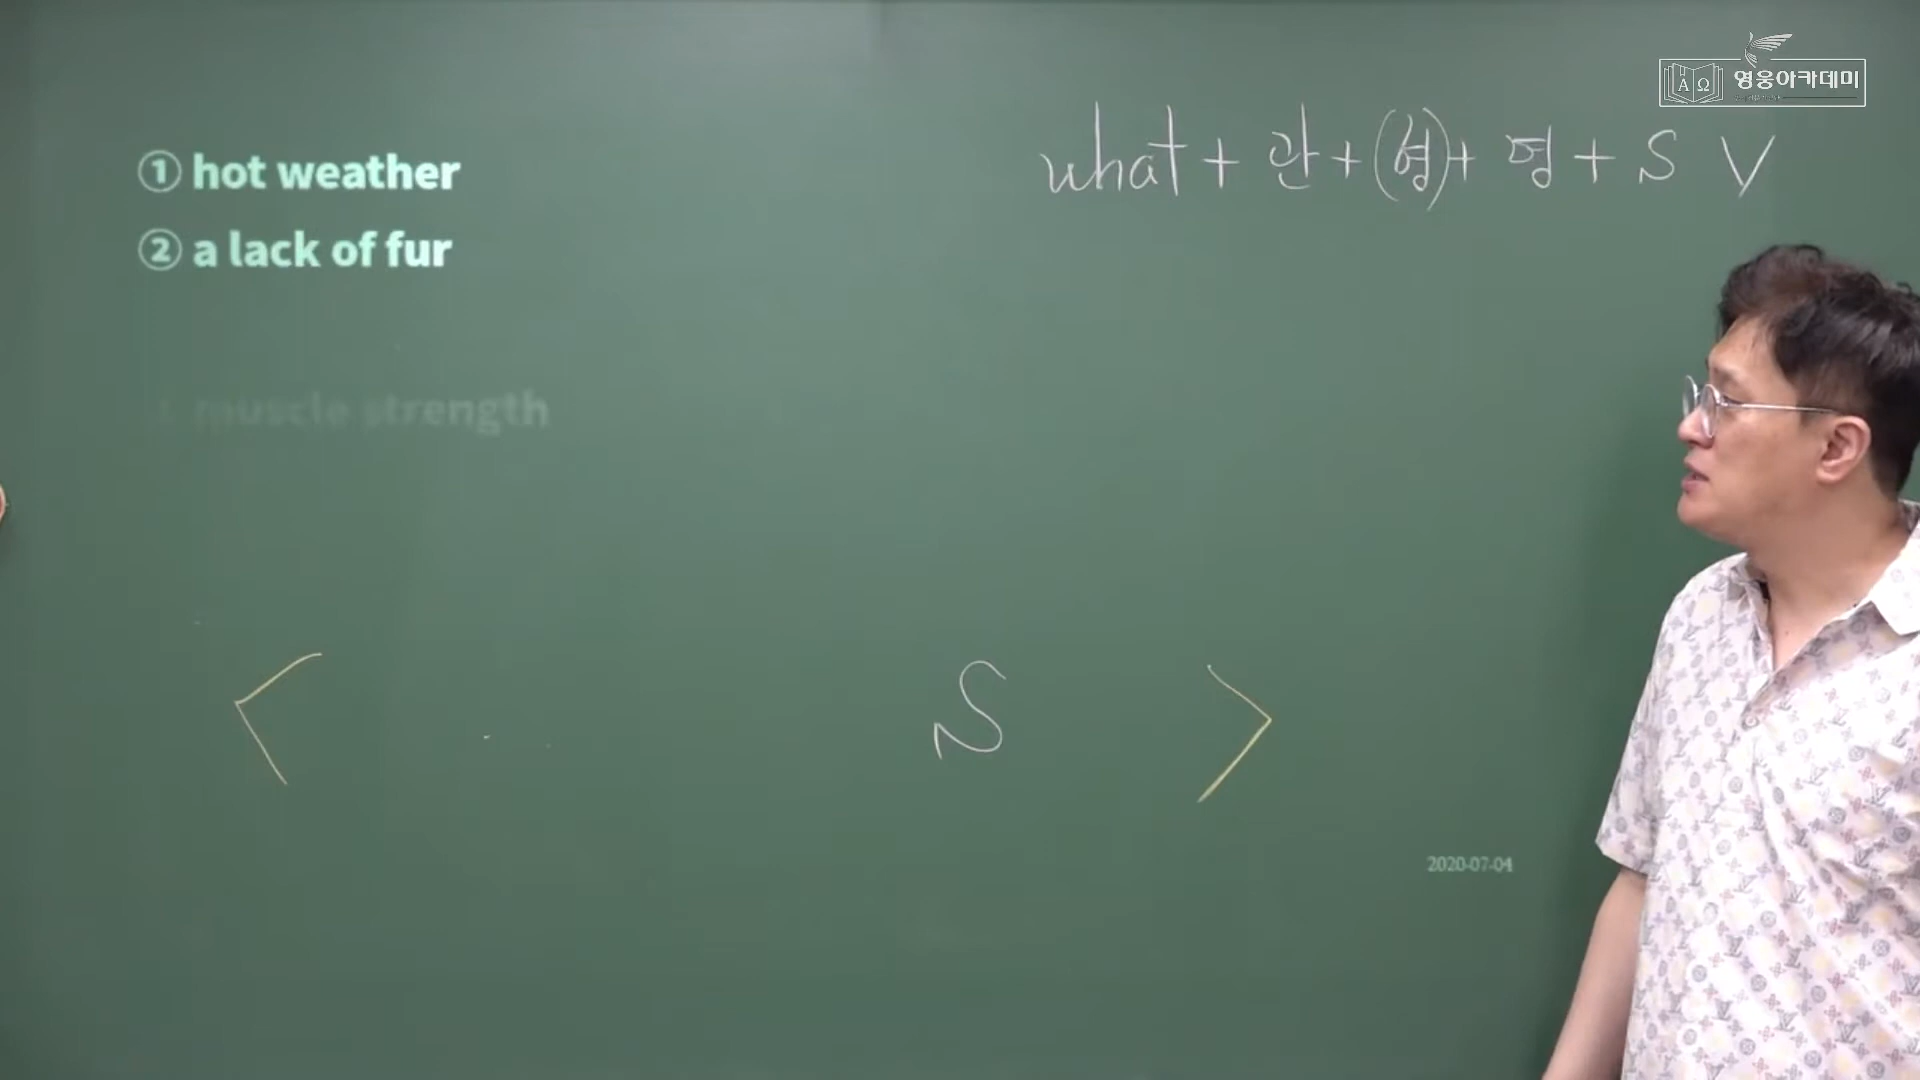 영웅아카데미
what + 관 + (형) + 명 + S V
① hot weather
② a lack of fur
muscle strength
S
2020-07-04